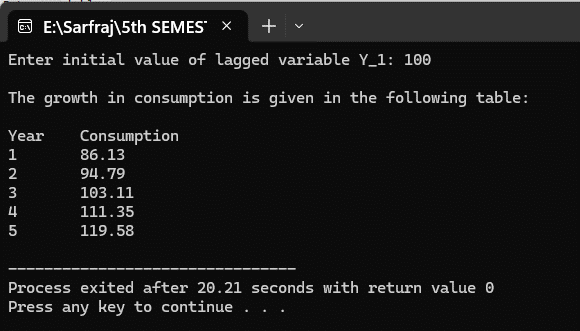 E:\Sarfraj\5th SEMES
Enter initial value of lagged variable Y_1: 100
The growth in consumption is given in the following table:
Year Consumption
1 86.13
2 94.79
3 103.11
4 111.35
5 119.58
--------------------------------
Process exited after 20.21 seconds with return value 0
Press any key to continue . . .